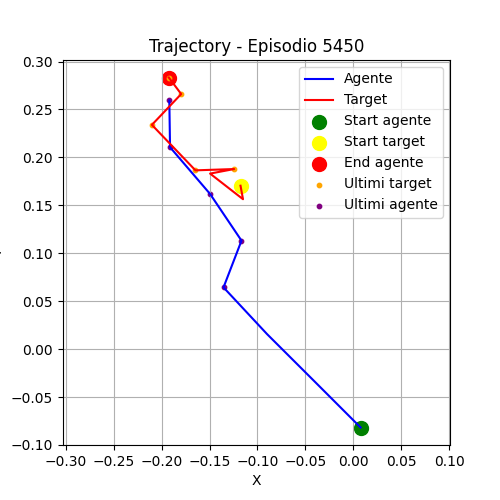 Trajectory - Episodio 5450
Agente
Target
Start agente
Start target
End agente
Ultimi target
Ultimi agente
0.30
0.25
0.20
0.15
0.10
0.05
0.00
−0.05
−0.10
−0.30 −0.25 −0.20 −0.15 −0.10 −0.05 0.00 0.05 0.10
X